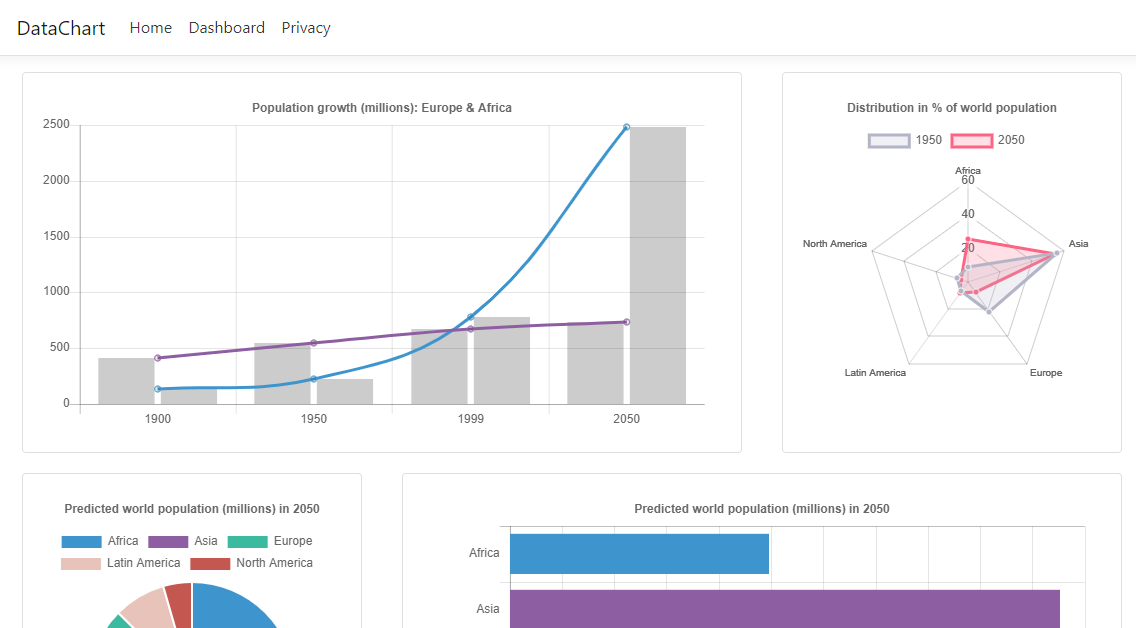 DataChart Home Dashboard Privacy
Population growth (millions): Europe & Africa
2500
2000
1500
1000
500
0
1900 1950 1999 2050
Distribution in % of world population
1950 2050
Africa
60
40
20
North America Asia
Latin America Europe
Predicted world population (millions) in 2050
Africa Asia Europe
Latin America North America
Predicted world population (millions) in 2050
Africa
Asia